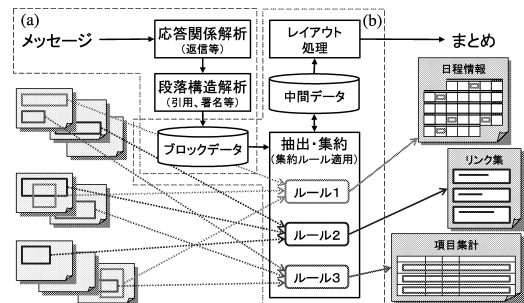 (a)
(b)
メッセージ
応答関係解析
(返信等)
レイアウト
処理
まとめ
段落構造解析
(引用、署名等)
中間データ
日程情報
ブロックデータ
抽出・集約
(集約ルール適用)
リンク集
ルール1
ルール2
ルール3
項目集計